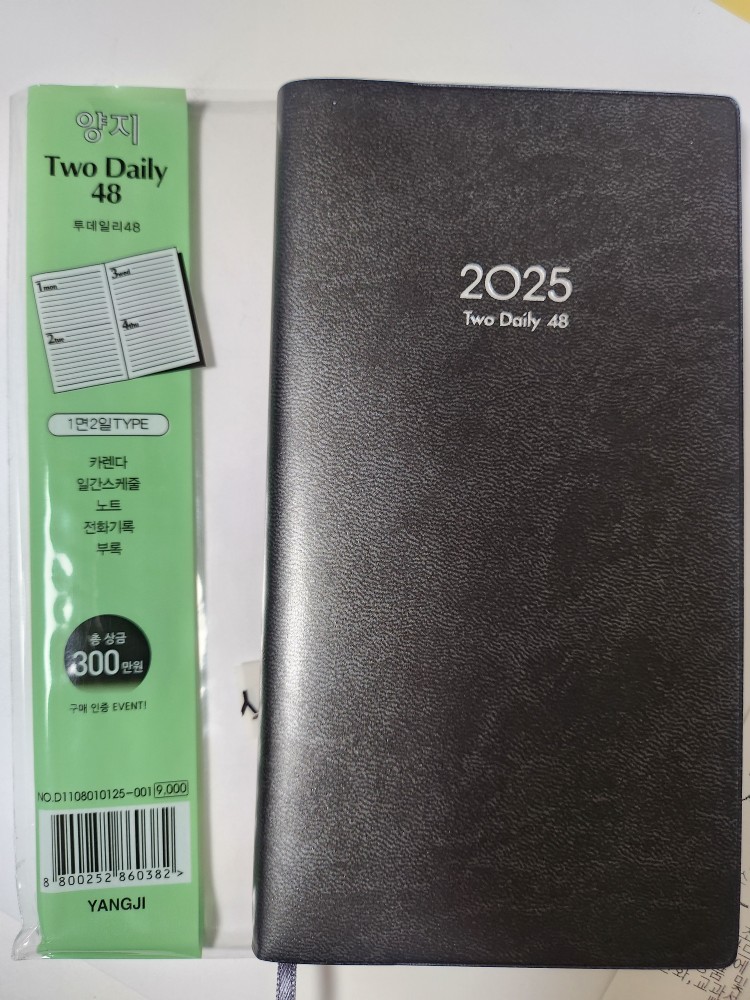 양지
Two Daily
48
투데일리48
1면2일TYPE
카렌다
일간스케줄
노트
전화기록
부록
총 상금
300만원
구매 인증 EVENT!
NO.D1108010125-001 9,000
8 800252 860382 >
YANGJI
2025
Two Daily 48